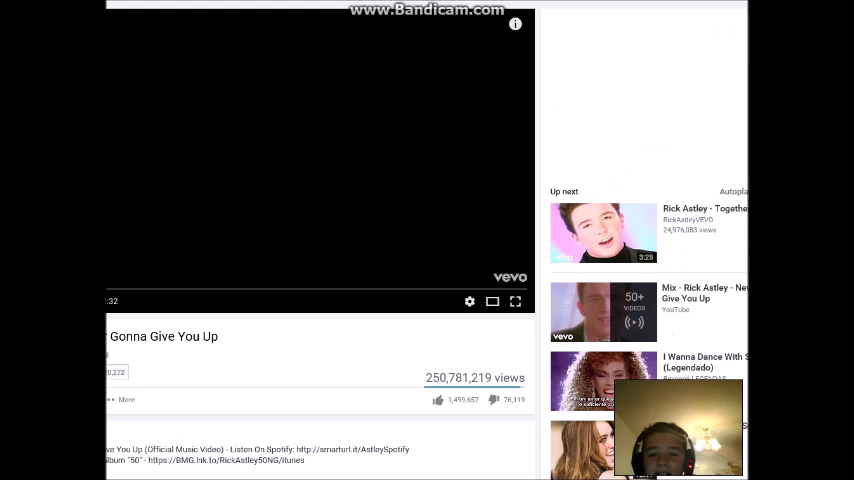 www.Bandicam.com
Up next
Autopla
Rick Astley - Togethe
RickAstleyVEVO
24,976,083 views
3:25
vevo
vevo
:32
Mix - Rick Astley - Nev
Give You Up
YouTube
50+
VIDEOS
vevo
Gonna Give You Up
0,272
250,781,219 views
More
1,499,657
76,119
I Wanna Dance With S
(Legendado)
ve You Up (Official Music Video) - Listen On Spotify: http://smarturl.it/AstleySpotify
album "50" - https://BMG.lnk.to/RickAstley50NG/itunes